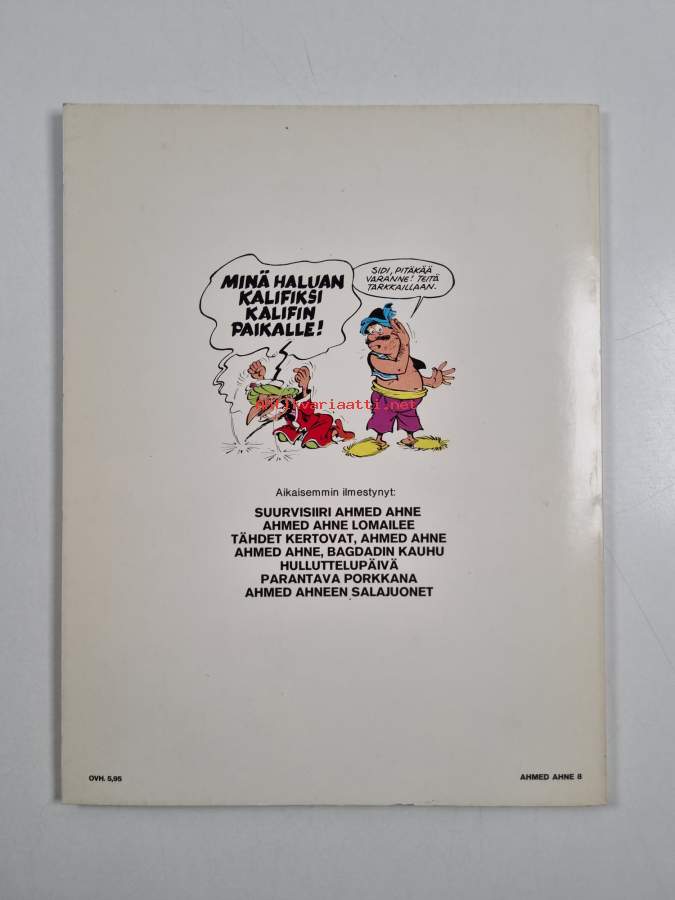 MINÄ HALUAN
KALIFIKSI
KALIFIN
PAIKALLE!
SIDI, PITÄKÄÄ
VARANNE! TEITÄ
TARKKAILLAAN.
antikvariaatti.net
Aikaisemmin ilmestynyt:
SUURVISIIRI AHMED AHNE
AHMED AHNE LOMAILEE
TÄHDET KERTOVAT, AHMED AHNE
AHMED AHNE, BAGDADIN KAUHU
HULLUTTELUPÄIVÄ
PARANTAVA PORKKANA
AHMED AHNEEN SALAJUONET
OVH. 5,95
AHMED AHNE 8